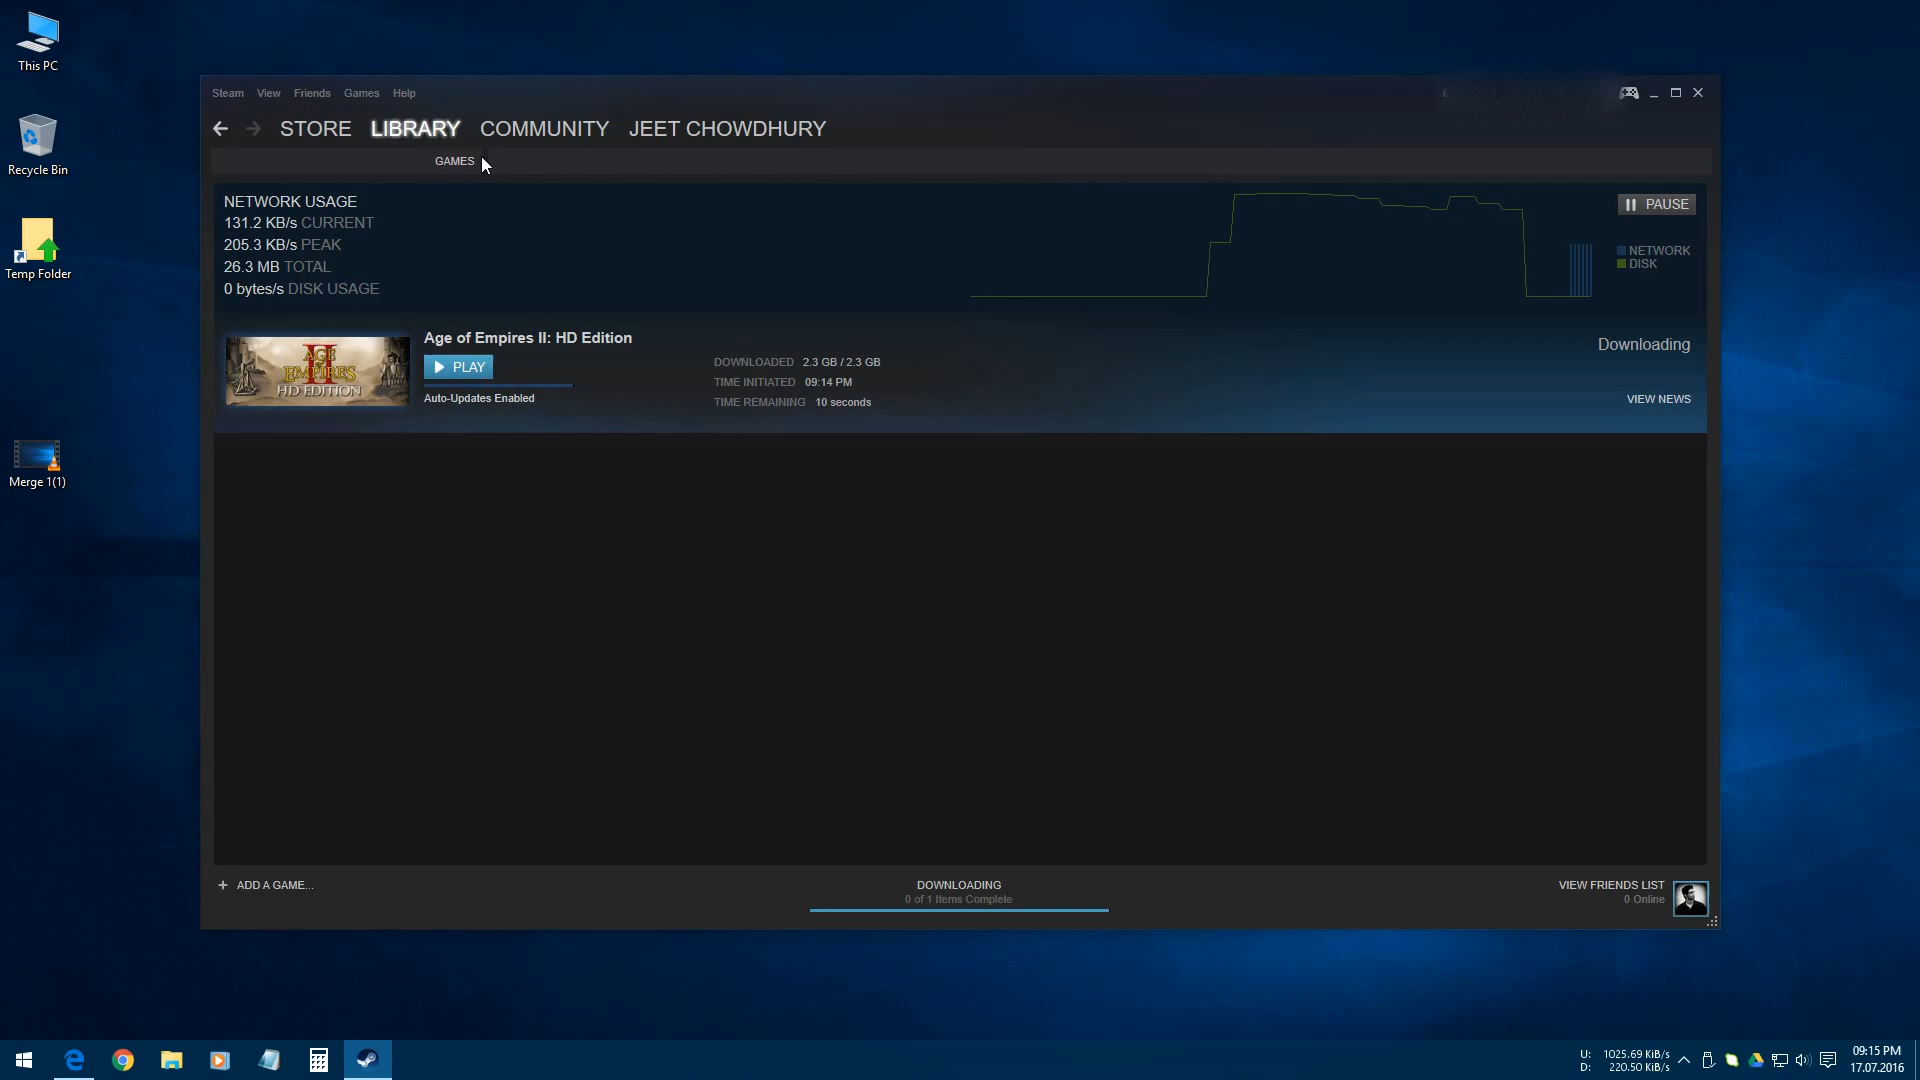 This PC
Recycle Bin
Temp Folder
Merge 1(1)
Steam View Friends Games Help
STORE LIBRARY COMMUNITY JEET CHOWDHURY
GAMES
NETWORK USAGE
131.2 KB/s CURRENT
205.3 KB/s PEAK
26.3 MB TOTAL
0 bytes/s DISK USAGE
PAUSE
NETWORK
DISK
AGE
II
EMPIRES
HD EDITION
Age of Empires II: HD Edition
PLAY
Auto-Updates Enabled
DOWNLOADED 2.3 GB / 2.3 GB
TIME INITIATED 09:14 PM
TIME REMAINING 10 seconds
Downloading
VIEW NEWS
+ ADD A GAME...
DOWNLOADING
0 of 1 Items Complete
VIEW FRIENDS LIST
0 Online
U: 1025.69 KiB/s
D: 220.50 KiB/s
09:15 PM
17.07.2016